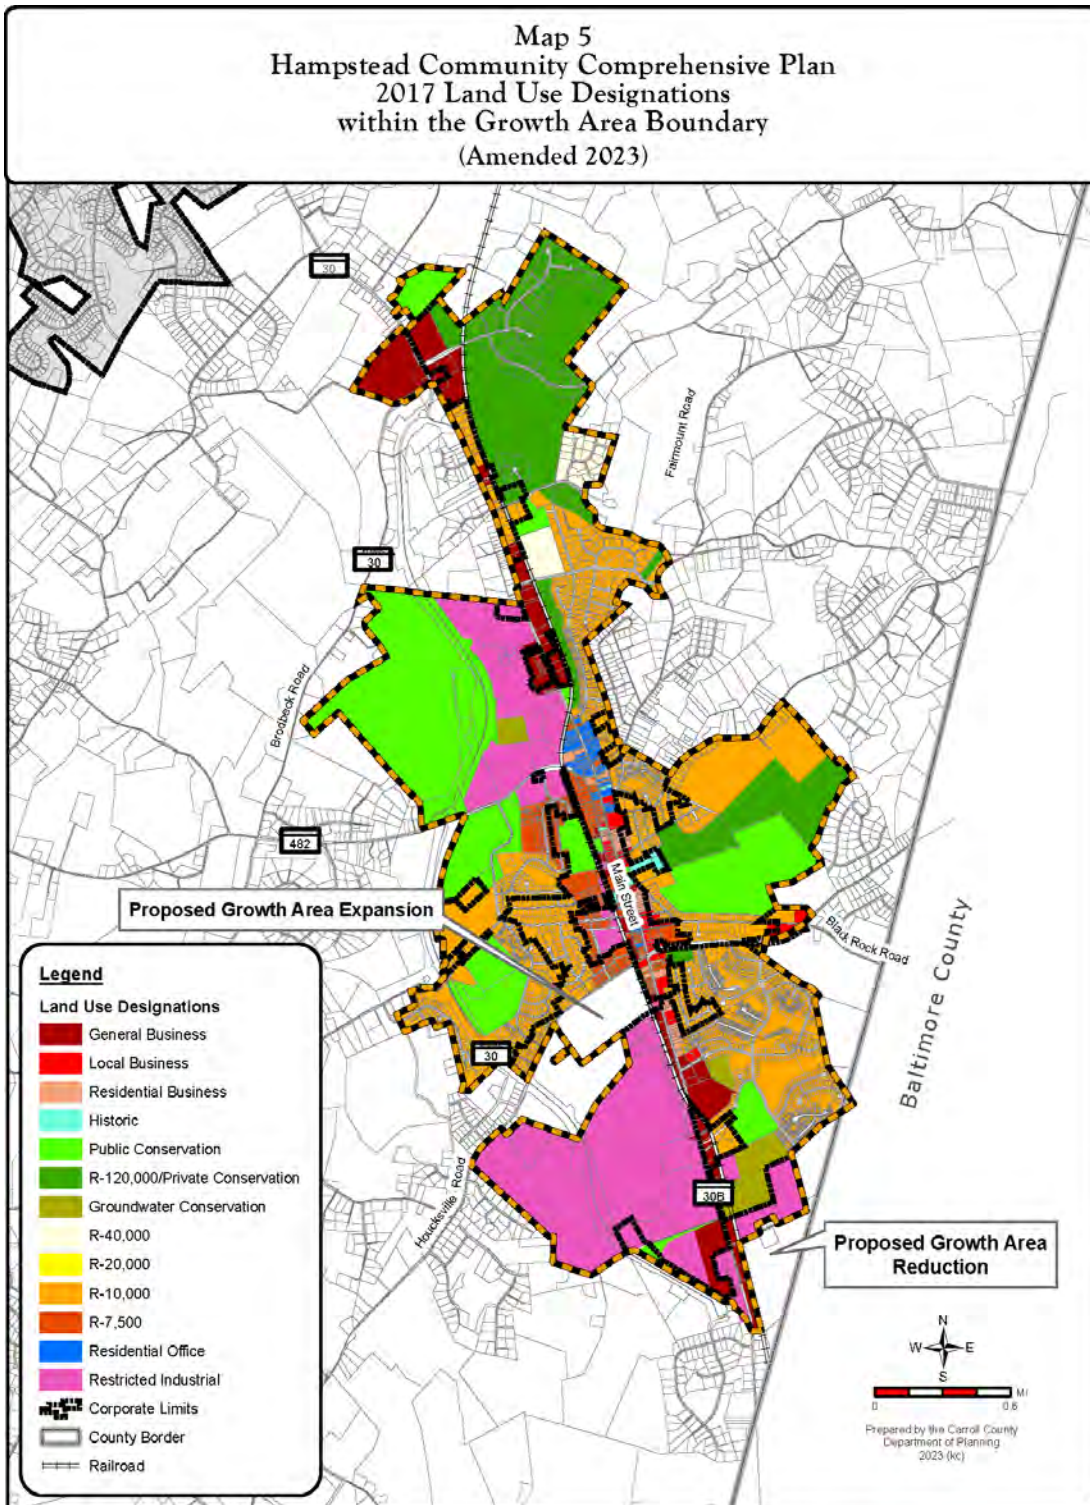 Map 5
Hampstead Community Comprehensive Plan
2017 Land Use Designations
within the Growth Area Boundary
(Amended 2023)
30
Fairmount Road
30
Brodbeck Road
482
Main Street
Proposed Growth Area Expansion
Black Rock Road
Baltimore County
30
Houcksville Road
30B
Proposed Growth Area
Reduction
Legend
Land Use Designations
General Business
Local Business
Residential Business
Historic
Public Conservation
R-120,000/Private Conservation
Groundwater Conservation
R-40,000
R-20,000
R-10,000
R-7,500
Residential Office
Restricted Industrial
Corporate Limits
County Border
Railroad
N
W E
S
MI
0 0.6
Prepared by the Carroll County
Department of Planning
2023 (kc)